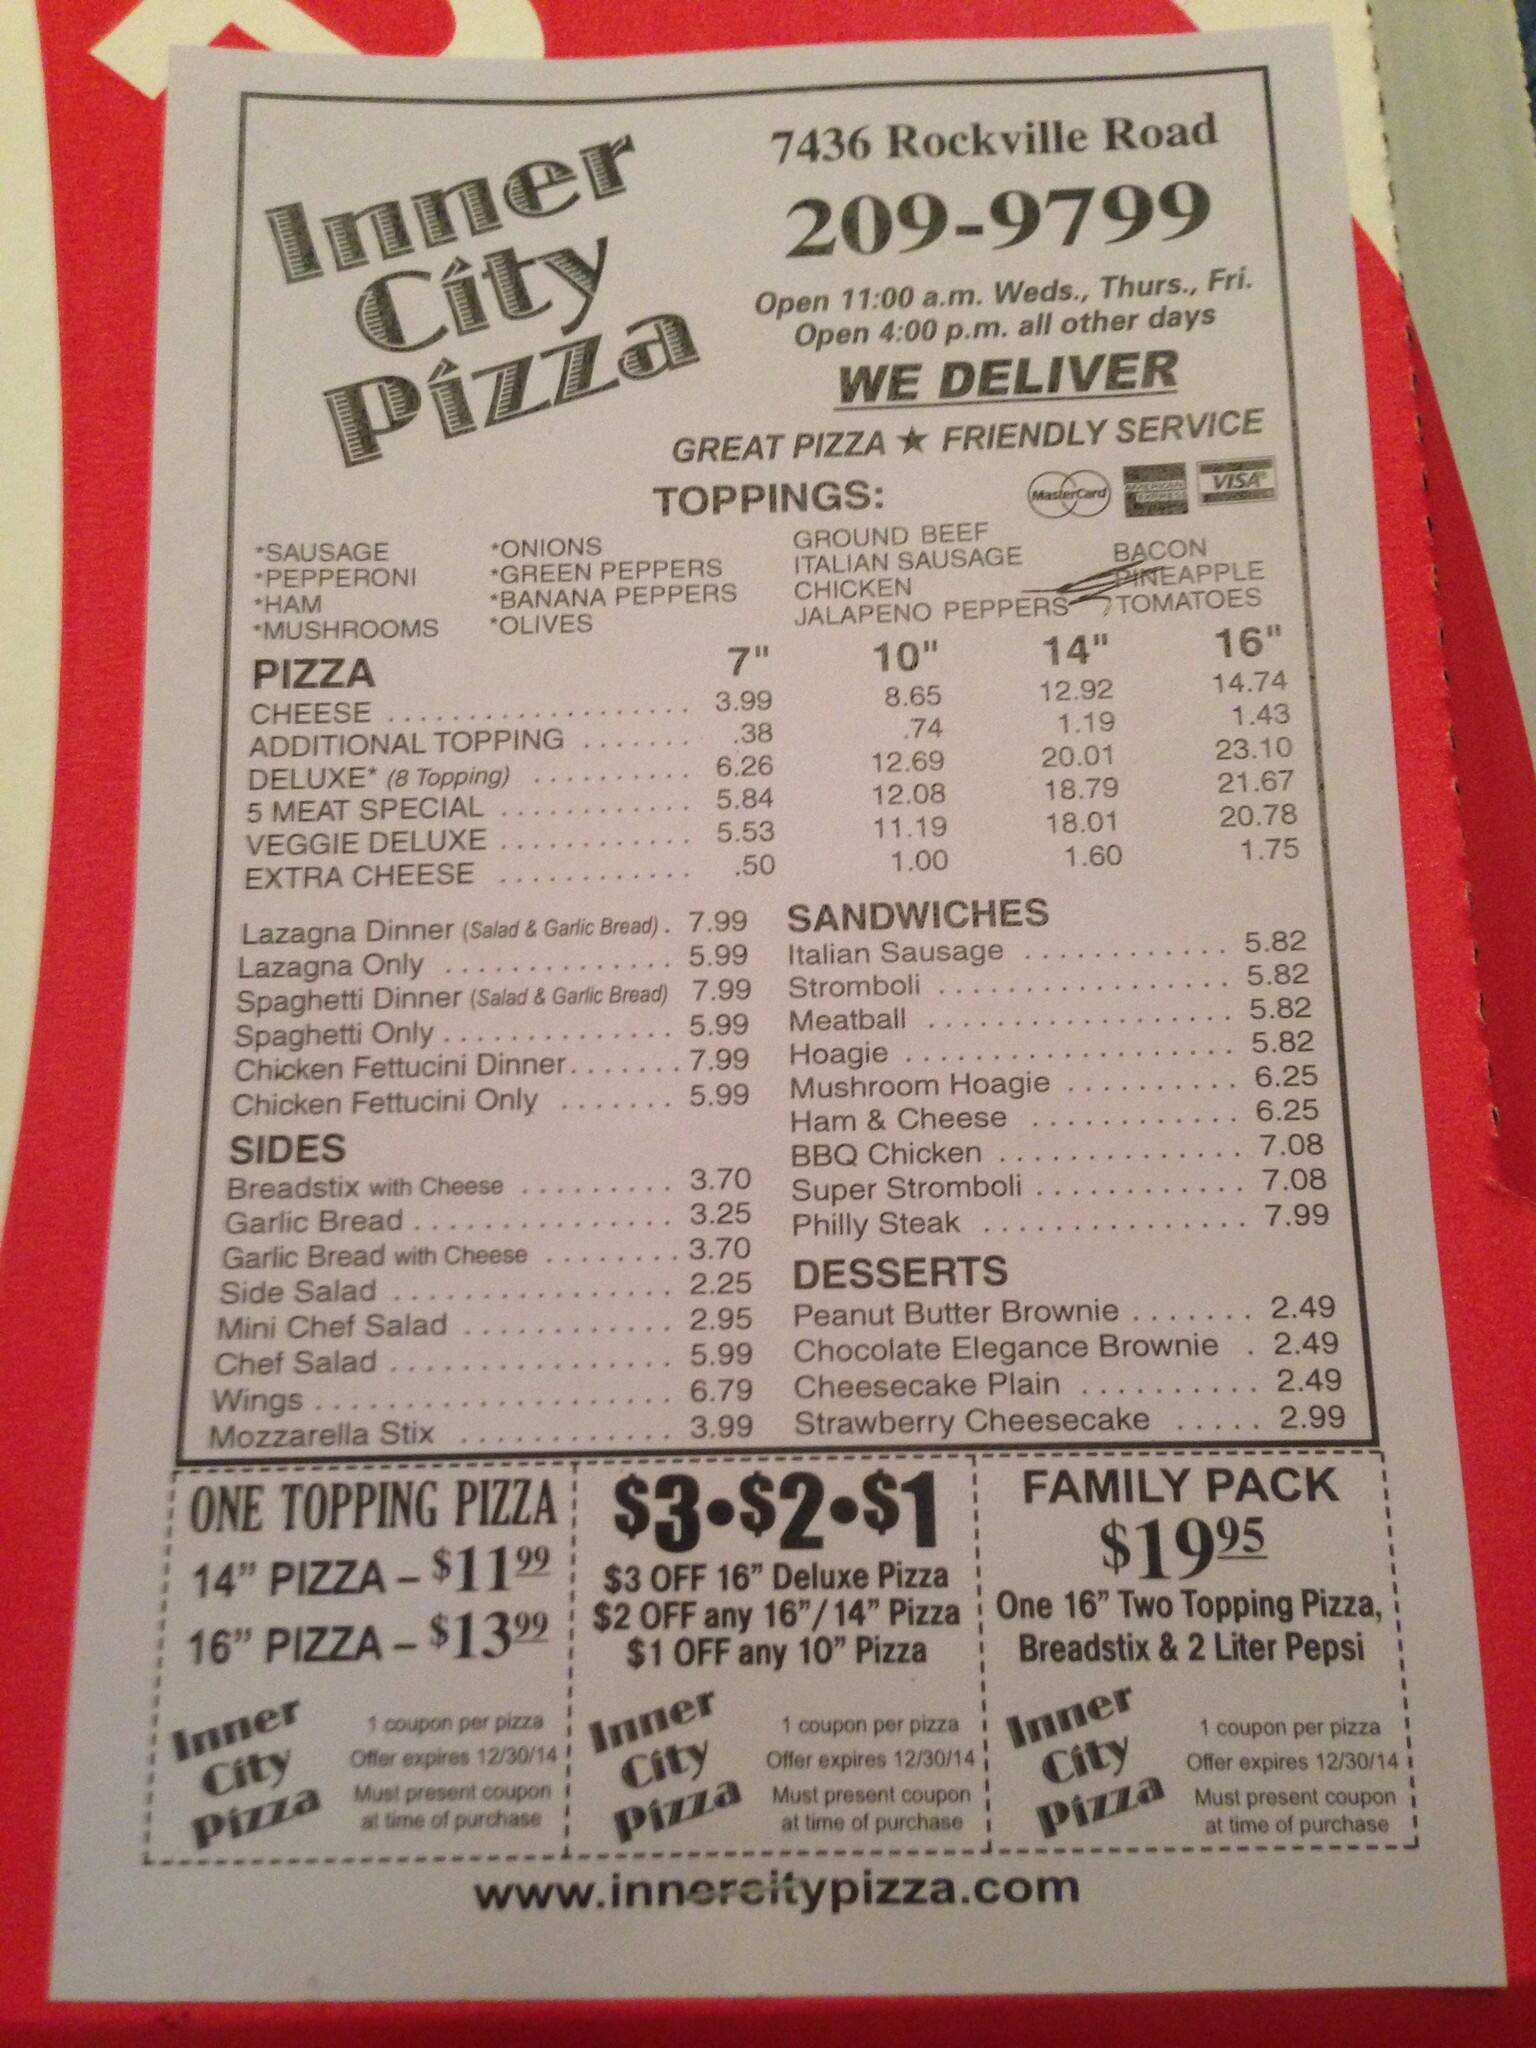 Inner
City
Pizza
7436 Rockville Road
209-9799
Open 11:00 a.m. Weds., Thurs., Fri.
Open 4:00 p.m. all other days
WE DELIVER
GREAT PIZZA ★ FRIENDLY SERVICE
MasterCard AMERICAN EXPRESS VISA
TOPPINGS:
*SAUSAGE *ONIONS GROUND BEEF BACON
*PEPPERONI *GREEN PEPPERS ITALIAN SAUSAGE PINEAPPLE
*HAM *BANANA PEPPERS CHICKEN TOMATOES
*MUSHROOMS *OLIVES JALAPENO PEPPERS
PIZZA 7" 10" 14" 16"
CHEESE .................. 3.99 8.65 12.92 14.74
ADDITIONAL TOPPING ....... .38 .74 1.19 1.43
DELUXE* (8 Topping) .......... 6.26 12.69 20.01 23.10
5 MEAT SPECIAL ............ 5.84 12.08 18.79 21.67
VEGGIE DELUXE ............ 5.53 11.19 18.01 20.78
EXTRA CHEESE ............ .50 1.00 1.60 1.75
Lazagna Dinner (Salad & Garlic Bread) . 7.99
Lazagna Only .............. 5.99
Spaghetti Dinner (Salad & Garlic Bread) 7.99
Spaghetti Only .............. 5.99
Chicken Fettucini Dinner....... 7.99
Chicken Fettucini Only ....... 5.99
SIDES
Breadstix with Cheese ......... 3.70
Garlic Bread ................ 3.25
Garlic Bread with Cheese ........ 3.70
Side Salad ................. 2.25
Mini Chef Salad ............. 2.95
Chef Salad ................. 5.99
Wings ...................... 6.79
Mozzarella Stix ............. 3.99
SANDWICHES
Italian Sausage ............ 5.82
Stromboli ................. 5.82
Meatball .................. 5.82
Hoagie .................... 5.82
Mushroom Hoagie .......... 6.25
Ham & Cheese ............ 6.25
BBQ Chicken .............. 7.08
Super Stromboli ............ 7.08
Philly Steak ............... 7.99
DESSERTS
Peanut Butter Brownie ....... 2.49
Chocolate Elegance Brownie . 2.49
Cheesecake Plain .......... 2.49
Strawberry Cheesecake ..... 2.99
ONE TOPPING PIZZA
14” PIZZA – $11.99
16” PIZZA – $13.99
Inner
City
Pizza
1 coupon per pizza
Offer expires 12/30/14
Must present coupon
at time of purchase
$3•$2•$1
$3 OFF 16” Deluxe Pizza
$2 OFF any 16”/14” Pizza
$1 OFF any 10” Pizza
Inner
City
Pizza
1 coupon per pizza
Offer expires 12/30/14
Must present coupon
at time of purchase
FAMILY PACK
$19.95
One 16” Two Topping Pizza,
Breadstix & 2 Liter Pepsi
Inner
City
Pizza
1 coupon per pizza
Offer expires 12/30/14
Must present coupon
at time of purchase
www.innercitypizza.com